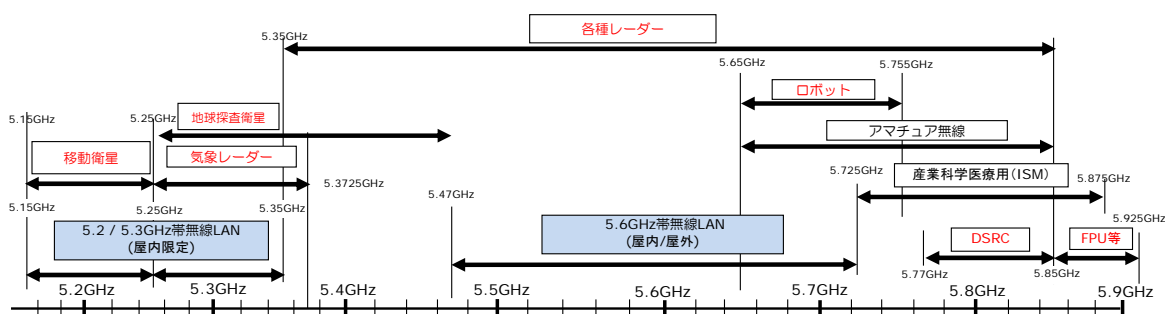 各種レーダー
5.35GHz
5.65GHz
5.755GHz
ロボット
地球探査衛星
5.15GHz
5.25GHz
アマチュア無線
移動衛星
気象レーダー
5.3725GHz
5.725GHz
産業科学医療用(ISM)
5.875GHz
5.47GHz
5.15GHz
5.25GHz
5.35GHz
5.925GHz
5.2 / 5.3GHz帯無線LAN
(屋内限定)
5.6GHz帯無線LAN
(屋内/屋外)
DSRC
FPU等
5.77GHz
5.85GHz
5.2GHz
5.3GHz
5.4GHz
5.5GHz
5.6GHz
5.7GHz
5.8GHz
5.9GHz